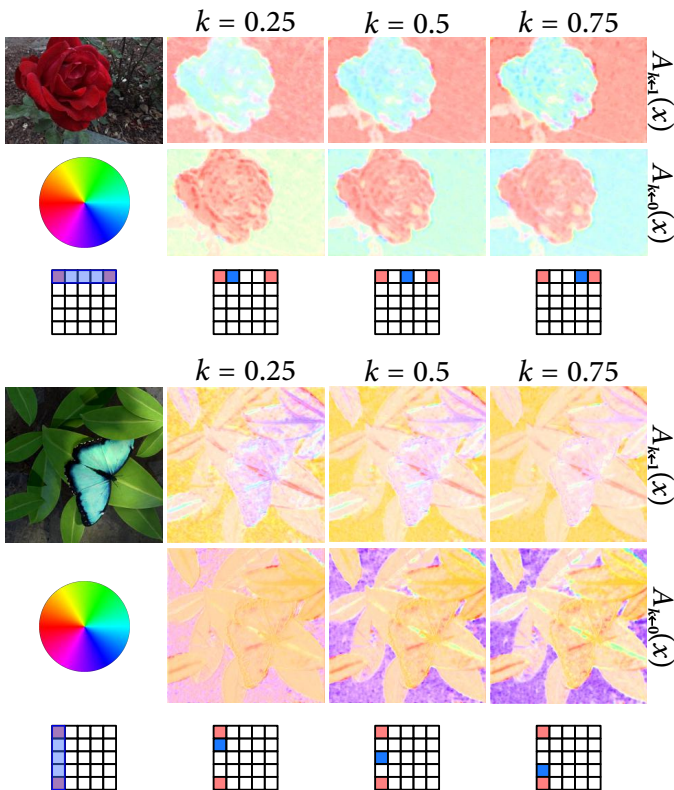 k = 0.25 k = 0.5 k = 0.75
A_{k←1}(x)
A_{k←0}(x)
k = 0.25 k = 0.5 k = 0.75
A_{k←1}(x)
A_{k←0}(x)